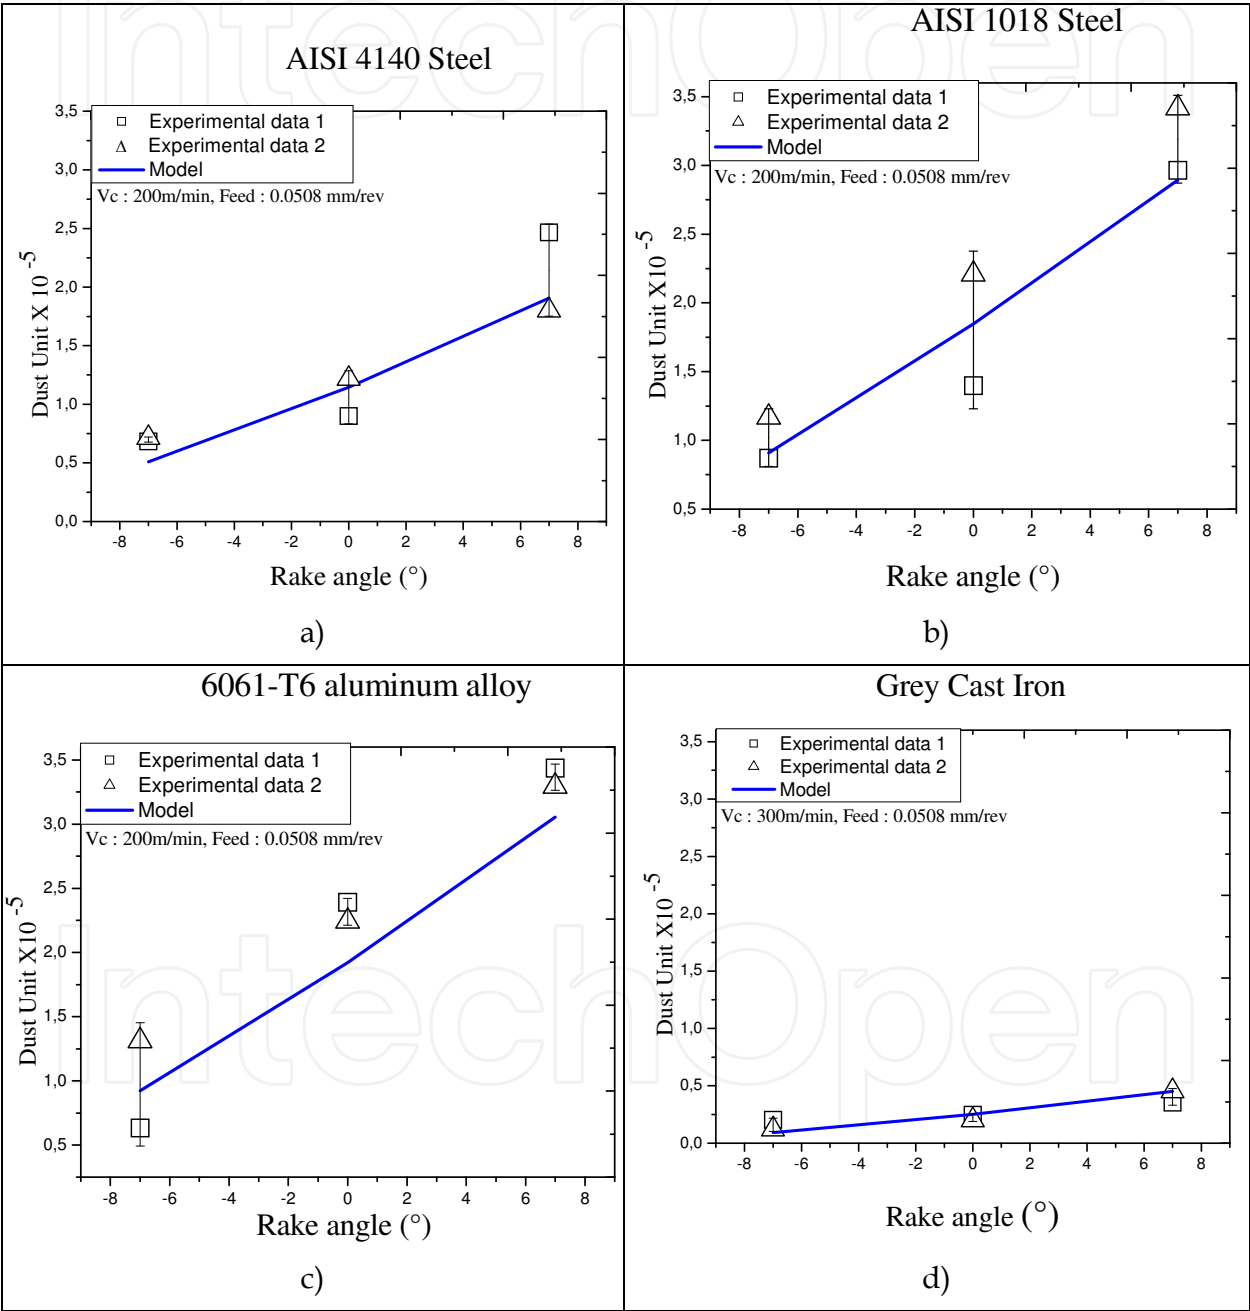 AISI 4140 Steel
Experimental data 1
Experimental data 2
Model
Vc : 200m/min, Feed : 0.0508 mm/rev
Dust Unit X 10 -5
3,5
3,0
2,5
2,0
1,5
1,0
0,5
0,0
-8 -6 -4 -2 0 2 4 6 8
Rake angle (°)
a)
AISI 1018 Steel
Experimental data 1
Experimental data 2
Model
Vc : 200m/min, Feed : 0.0508 mm/rev
Dust Unit X10 -5
3,5
3,0
2,5
2,0
1,5
1,0
0,5
-8 -6 -4 -2 0 2 4 6 8
Rake angle (°)
b)
6061-T6 aluminum alloy
Experimental data 1
Experimental data 2
Model
Vc : 200m/min, Feed : 0.0508 mm/rev
Dust Unit X10 -5
3,5
3,0
2,5
2,0
1,5
1,0
0,5
-8 -6 -4 -2 0 2 4 6 8
Rake angle (°)
c)
Grey Cast Iron
Experimental data 1
Experimental data 2
Model
Vc : 300m/min, Feed : 0.0508 mm/rev
Dust Unit X10 -5
3,5
3,0
2,5
2,0
1,5
1,0
0,5
0,0
-8 -6 -4 -2 0 2 4 6 8
Rake angle (°)
d)
IntechOpen
IntechOpen